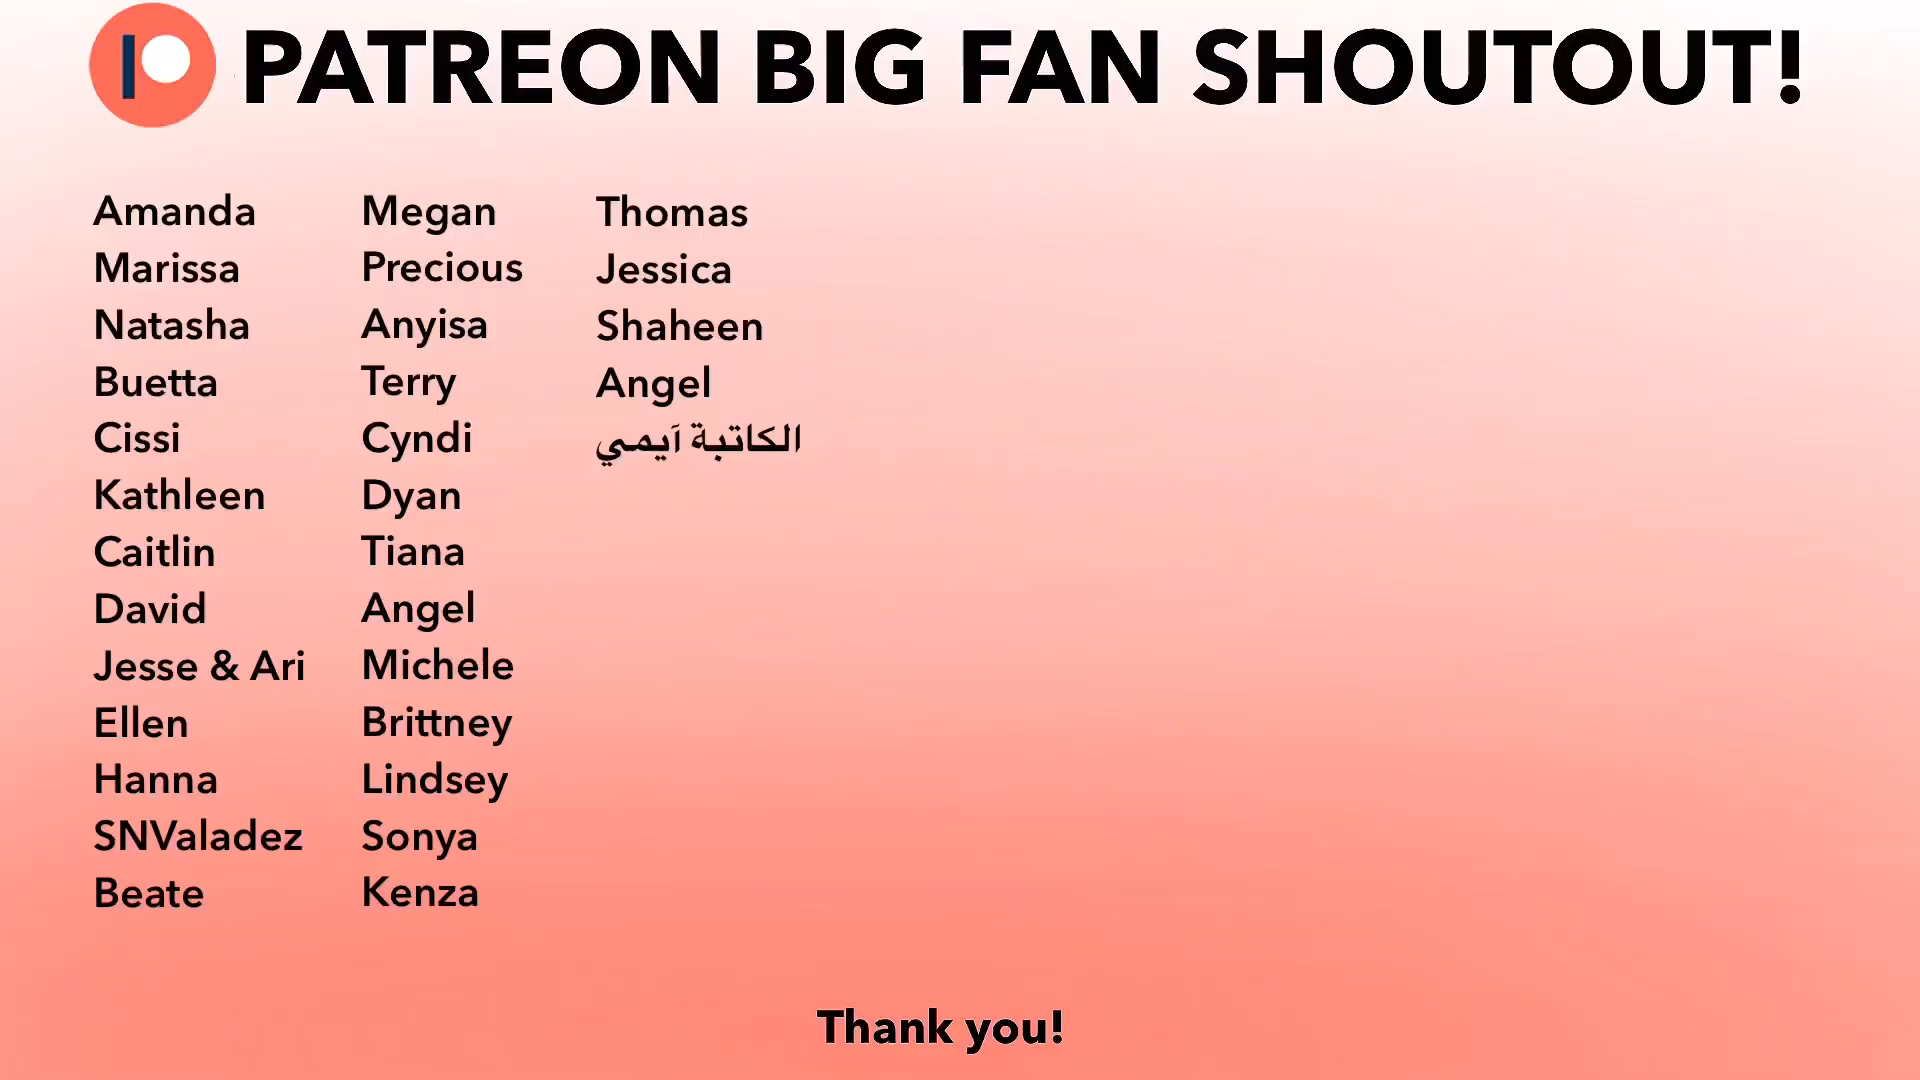 PATREON BIG FAN SHOUTOUT!
Amanda
Marissa
Natasha
Buetta
Cissi
Kathleen
Caitlin
David
Jesse & Ari
Ellen
Hanna
SNValadez
Beate
Megan
Precious
Anyisa
Terry
Cyndi
Dyan
Tiana
Angel
Michele
Brittney
Lindsey
Sonya
Kenza
Thomas
Jessica
Shaheen
Angel
الكاتبة آيمي
Thank you!